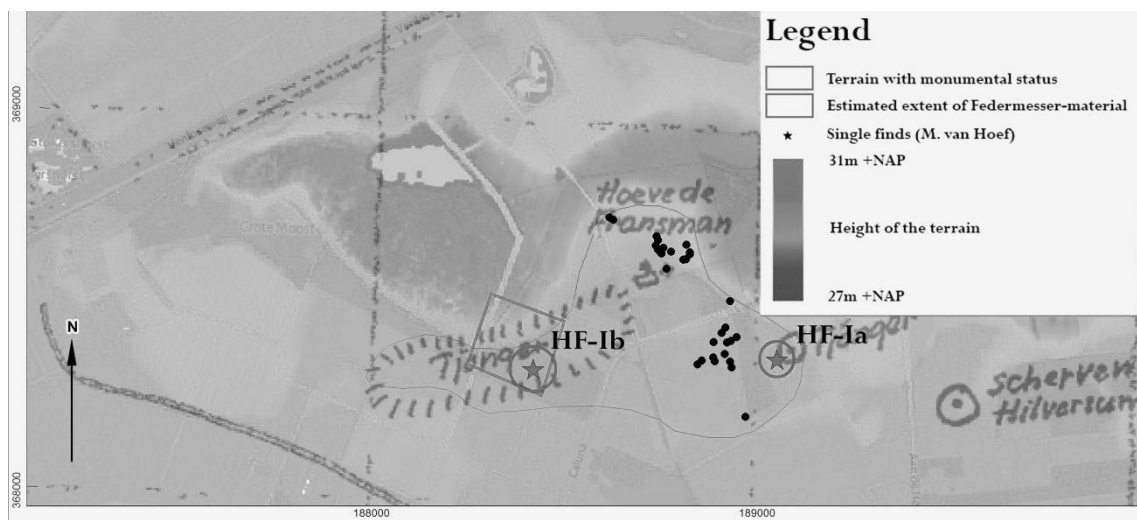 Legend
Terrain with monumental status
Estimated extent of Federmesser-material
Single finds (M. van Hoef)
31m +NAP
Height of the terrain
27m +NAP
369000
Hoeve de
Fransman
Grote Moost
N
Tjonger
HF-Ib
HF-Ia
Tjonger
scherven
Hilversum
368000
188000
189000